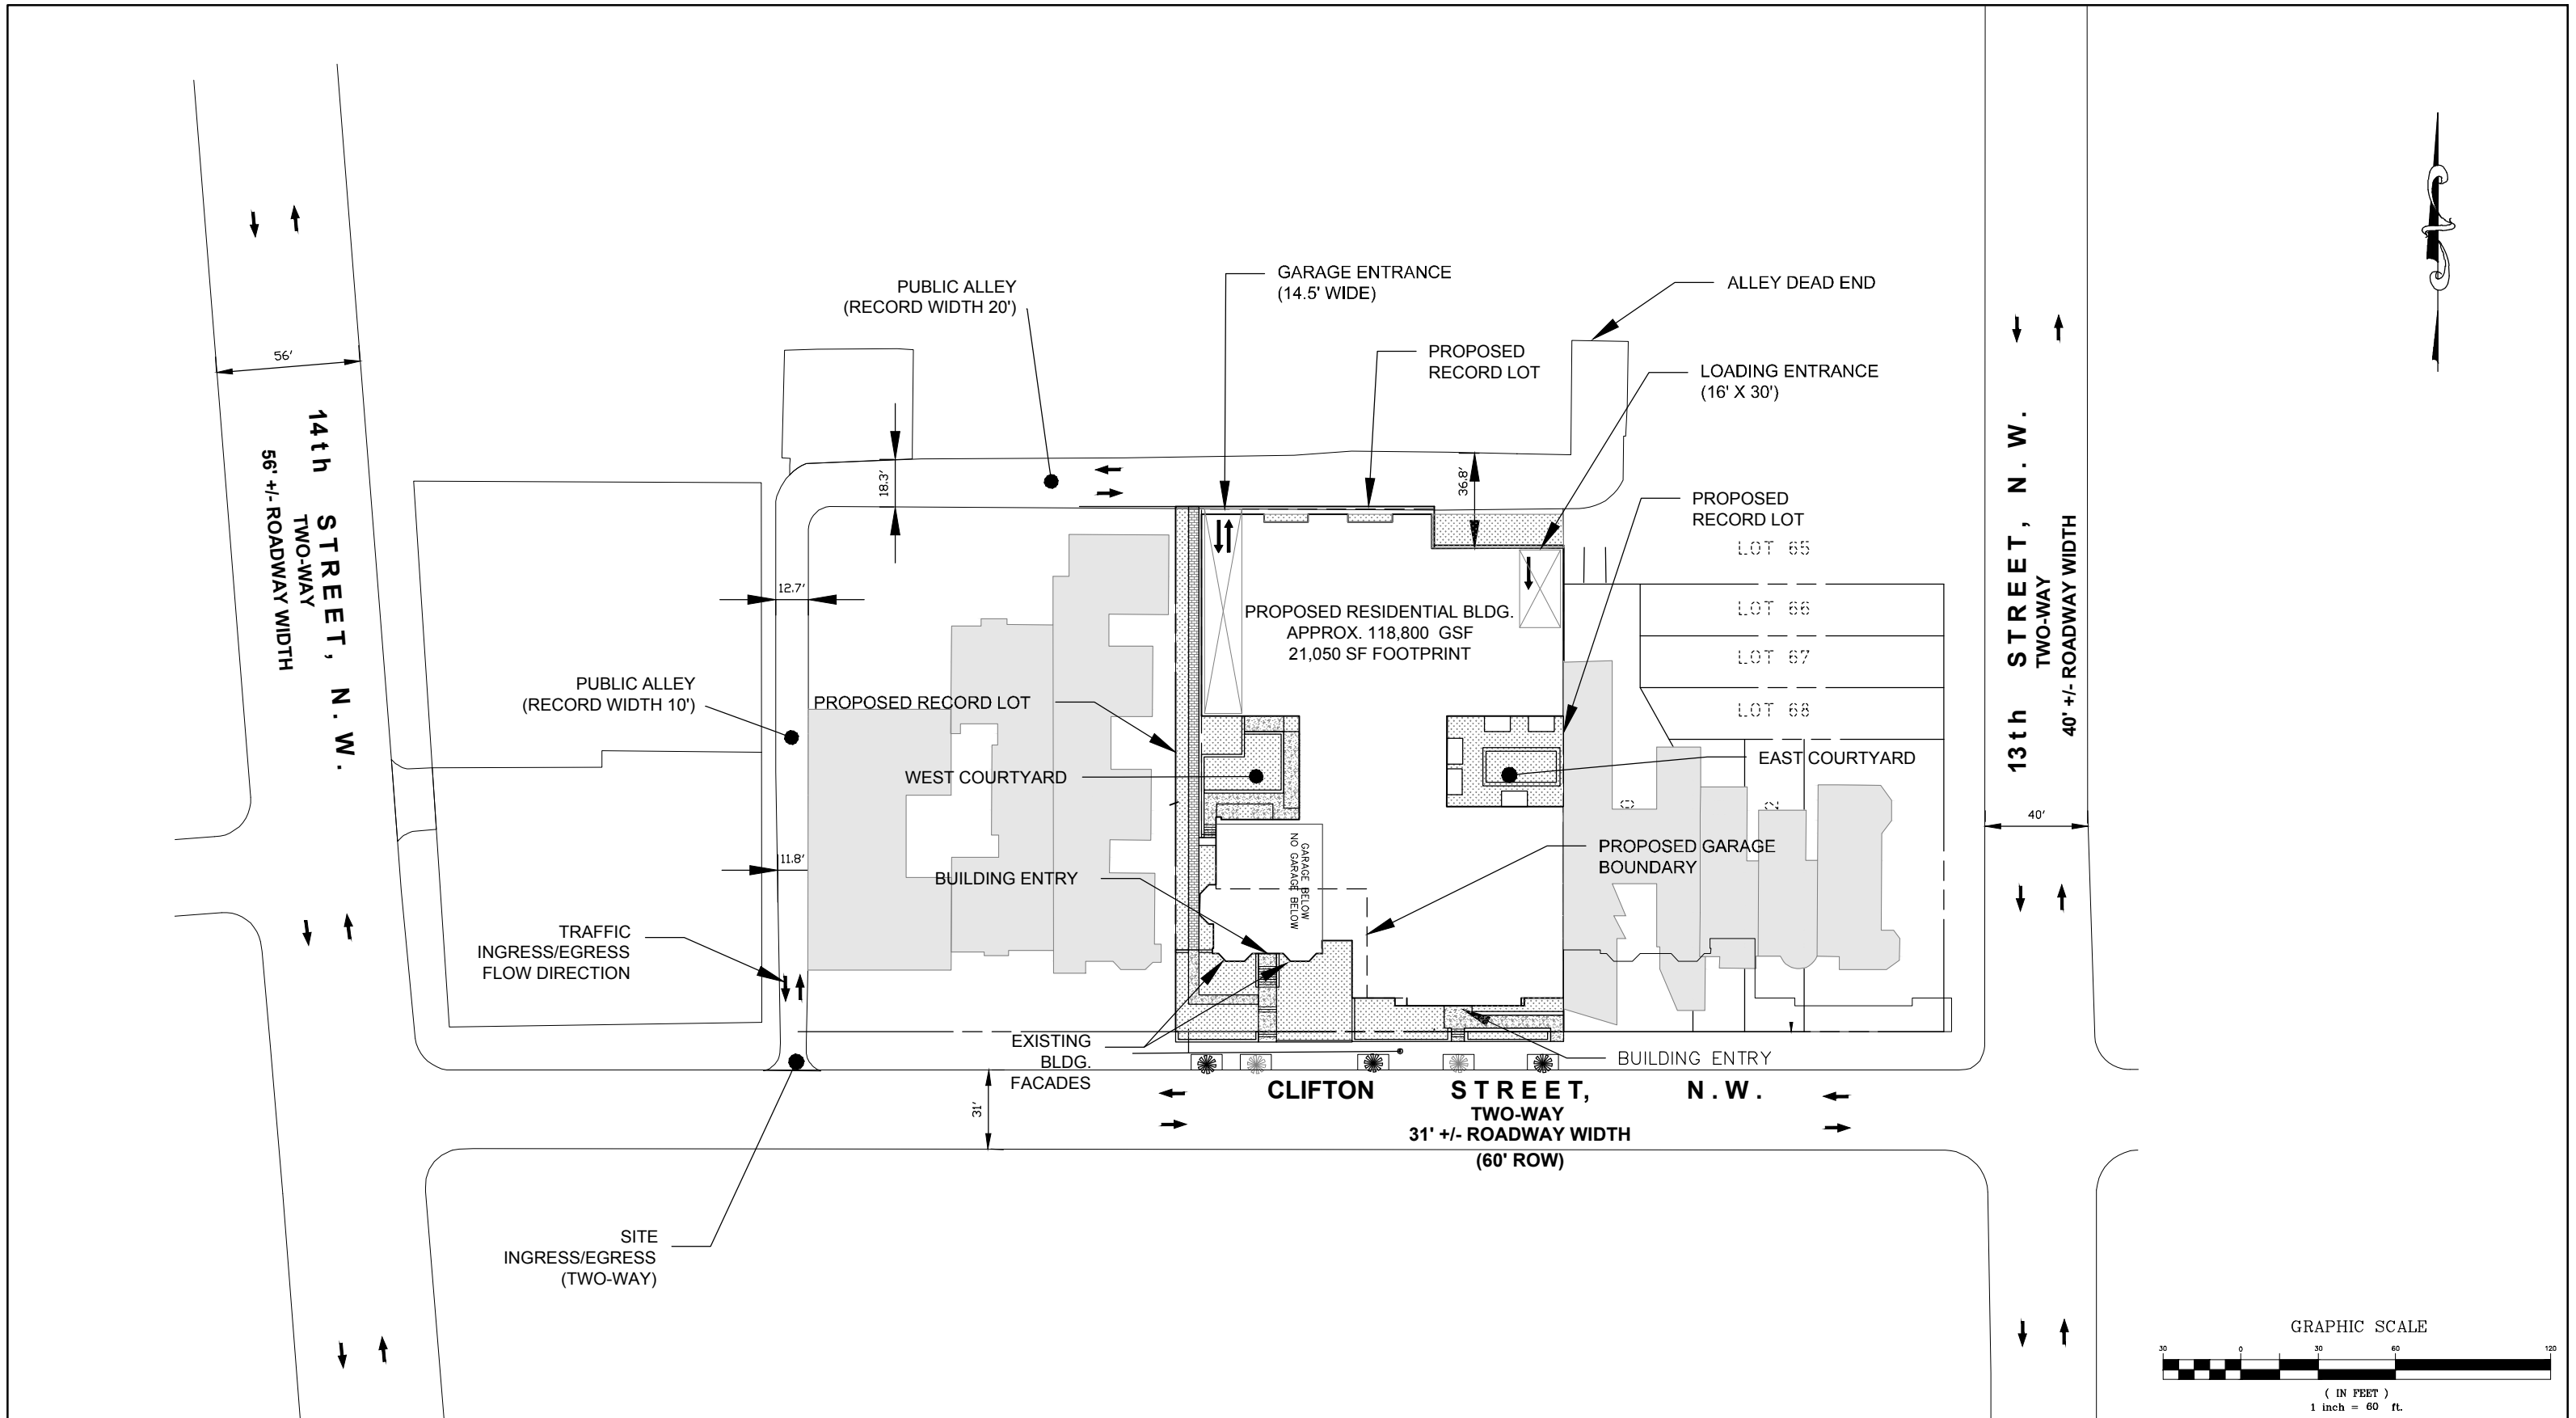 PUBLIC ALLEY
(RECORD WIDTH 20')
GARAGE ENTRANCE
(14.5' WIDE)
ALLEY DEAD END
PROPOSED
RECORD LOT
LOADING ENTRANCE
(16' X 30')
56'
14th STREET, N.W.
TWO-WAY
56' +/- ROADWAY WIDTH
18.3'
36.8'
PROPOSED
RECORD LOT
13th STREET, N.W.
TWO-WAY
40' +/- ROADWAY WIDTH
LOT 65
LOT 66
LOT 67
LOT 68
12.7'
PROPOSED RESIDENTIAL BLDG.
APPROX. 118,800 GSF
21,050 SF FOOTPRINT
PUBLIC ALLEY
(RECORD WIDTH 10')
PROPOSED RECORD LOT
WEST COURTYARD
EAST COURTYARD
40'
GARAGE BELOW
NO GARAGE BELOW
PROPOSED GARAGE
BOUNDARY
11.8'
BUILDING ENTRY
TRAFFIC
INGRESS/EGRESS
FLOW DIRECTION
EXISTING
BLDG.
FACADES
BUILDING ENTRY
31'
CLIFTON STREET, N.W.
TWO-WAY
31' +/- ROADWAY WIDTH
(60' ROW)
SITE
INGRESS/EGRESS
(TWO-WAY)
GRAPHIC SCALE
30 0 30 60 120
( IN FEET )
1 inch = 60 ft.